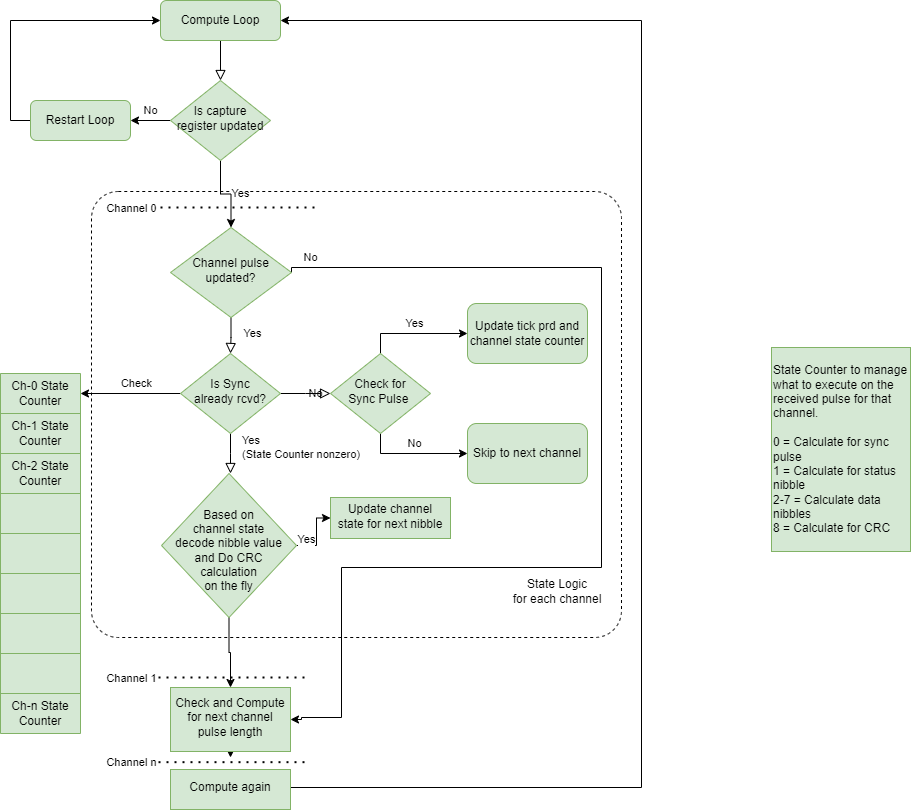 Compute Loop
Is capture
register updated
No
Restart Loop
Yes
Channel 0
Channel pulse
updated?
No
Yes
Is Sync
already rcvd?
Check
No
Check for
Sync Pulse
Yes
Update tick prd and
channel state counter
No
Skip to next channel
Yes
(State Counter nonzero)
Based on
channel state
decode nibble value
and Do CRC
calculation
on the fly
Yes
Update channel
state for next nibble
State Logic
for each channel
Ch-0 State
Counter
Ch-1 State
Counter
Ch-2 State
Counter
Ch-n State
Counter
Channel 1
Check and Compute
for next channel
pulse length
Channel n
Compute again
State Counter to manage
what to execute on the
received pulse for that
channel.
0 = Calculate for sync
pulse
1 = Calculate for status
nibble
2-7 = Calculate data
nibbles
8 = Calculate for CRC